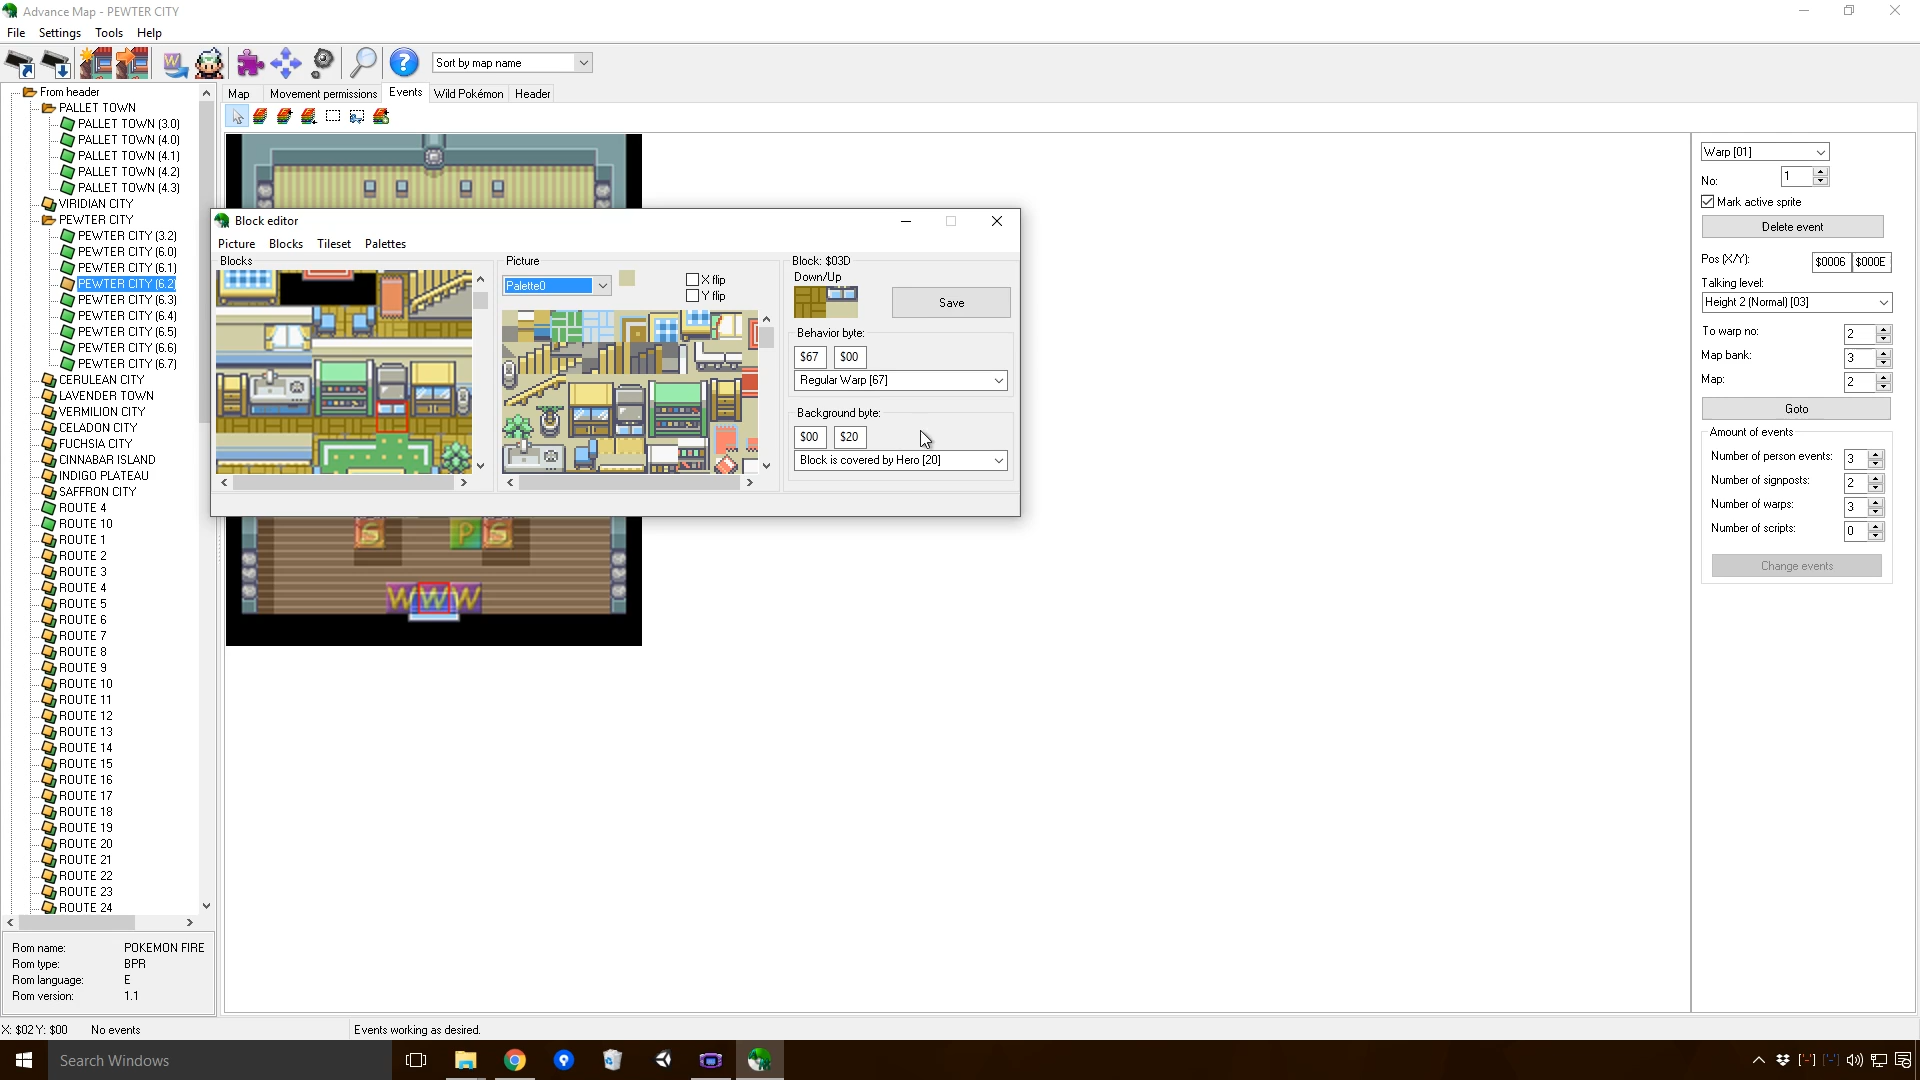 Advance Map - PEWTER CITY
File Settings Tools Help
Sort by map name
From header
PALLET TOWN
PALLET TOWN (3.0)
PALLET TOWN (4.0)
PALLET TOWN (4.1)
PALLET TOWN (4.2)
PALLET TOWN (4.3)
VIRIDIAN CITY
PEWTER CITY
PEWTER CITY (3.2)
PEWTER CITY (6.0)
PEWTER CITY (6.1)
PEWTER CITY (6.2)
PEWTER CITY (6.3)
PEWTER CITY (6.4)
PEWTER CITY (6.5)
PEWTER CITY (6.6)
PEWTER CITY (6.7)
CERULEAN CITY
LAVENDER TOWN
VERMILION CITY
CELADON CITY
FUCHSIA CITY
CINNABAR ISLAND
INDIGO PLATEAU
SAFFRON CITY
ROUTE 4
ROUTE 10
ROUTE 1
ROUTE 2
ROUTE 3
ROUTE 4
ROUTE 5
ROUTE 6
ROUTE 7
ROUTE 8
ROUTE 9
ROUTE 10
ROUTE 11
ROUTE 12
ROUTE 13
ROUTE 14
ROUTE 15
ROUTE 16
ROUTE 17
ROUTE 18
ROUTE 19
ROUTE 20
ROUTE 21
ROUTE 22
ROUTE 23
ROUTE 24
Rom name: POKEMON FIRE
Rom type: BPR
Rom language: E
Rom version: 1.1
Map Movement permissions Events Wild Pokémon Header
Block editor
Picture Blocks Tileset Palettes
Blocks
Picture
Palette0
X flip
Y flip
Block: $03D
Down/Up
Save
Behavior byte:
$67 $00
Regular Warp [67]
Background byte:
$00 $20
Block is covered by Hero [20]
S P S
W W W
Warp [01]
No: 1
Mark active sprite
Delete event
Pos (X/Y): $0006 $000E
Talking level:
Height 2 (Normal) [03]
To warp no: 2
Map bank: 3
Map: 2
Goto
Amount of events
Number of person events: 3
Number of signposts: 2
Number of warps: 3
Number of scripts: 0
Change events
X: $02 Y: $00 No events Events working as desired.
Search Windows